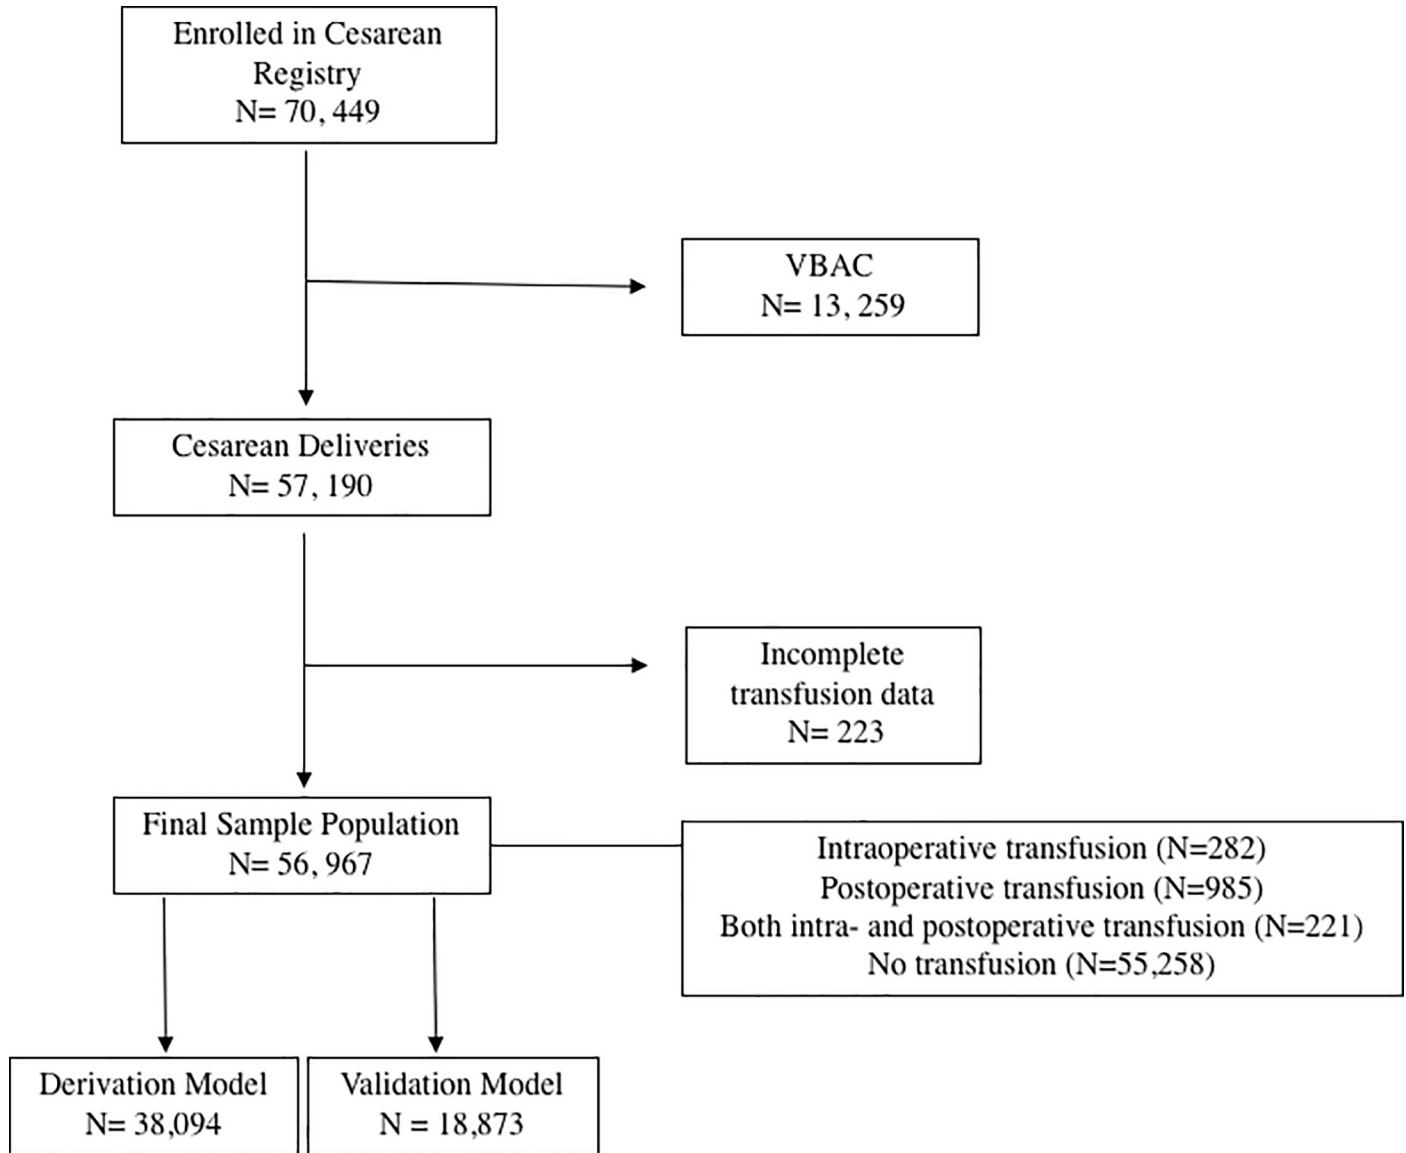 Enrolled in Cesarean
Registry
N= 70, 449
VBAC
N= 13, 259
Cesarean Deliveries
N= 57, 190
Incomplete
transfusion data
N= 223
Final Sample Population
N= 56, 967
Intraoperative transfusion (N=282)
Postoperative transfusion (N=985)
Both intra- and postoperative transfusion (N=221)
No transfusion (N=55,258)
Derivation Model
N= 38,094
Validation Model
N = 18,873